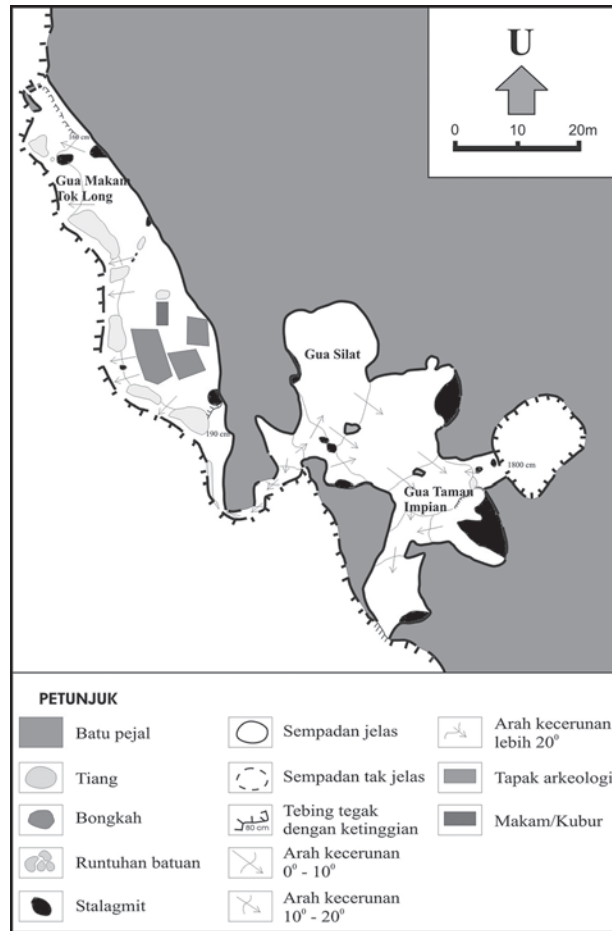 U
0 10 20m
180 cm
Gua Makam
Tok Long
Gua Silat
190 cm
1800 cm
Gua Taman
Impian
PETUNJUK
Batu pejal
Tiang
Bongkah
Runtuhan batuan
Stalagmit
Sempadan jelas
Sempadan tak jelas
80 cm
Tebing tegak
dengan ketinggian
Arah kecerunan
0° - 10°
Arah kecerunan
10° - 20°
Arah kecerunan
lebih 20°
Tapak arkeologi
Makam/Kubur